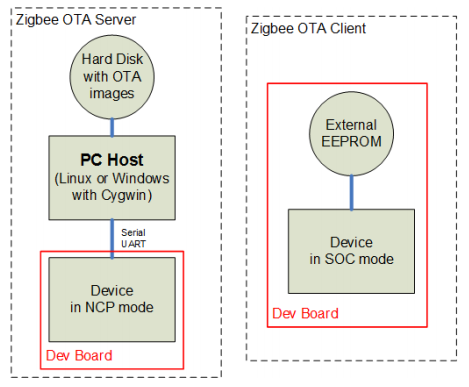 Zigbee OTA Server
Hard Disk
with OTA
images
PC Host
(Linux or Windows
with Cygwin)
Serial
UART
Device
in NCP mode
Dev Board
Zigbee OTA Client
External
EEPROM
Device
in SOC mode
Dev Board